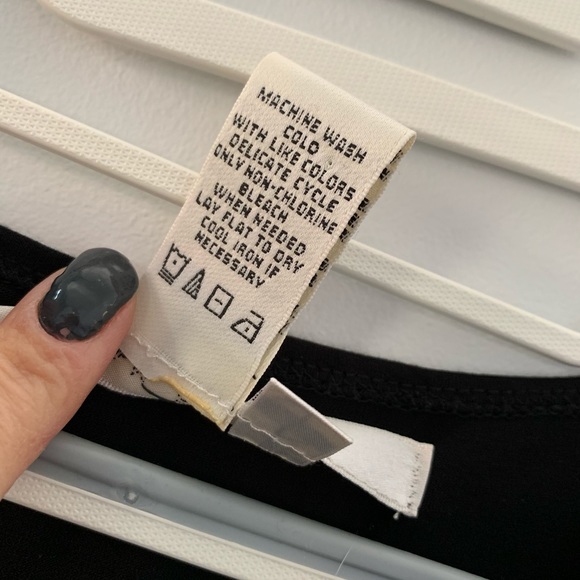 MACHINE WASH
COLD
WITH LIKE COLORS
DELICATE CYCLE
ONLY NON-CHLORINE
BLEACH
WHEN NEEDED
LAY FLAT TO DRY
COOL IRON IF
NECESSARY